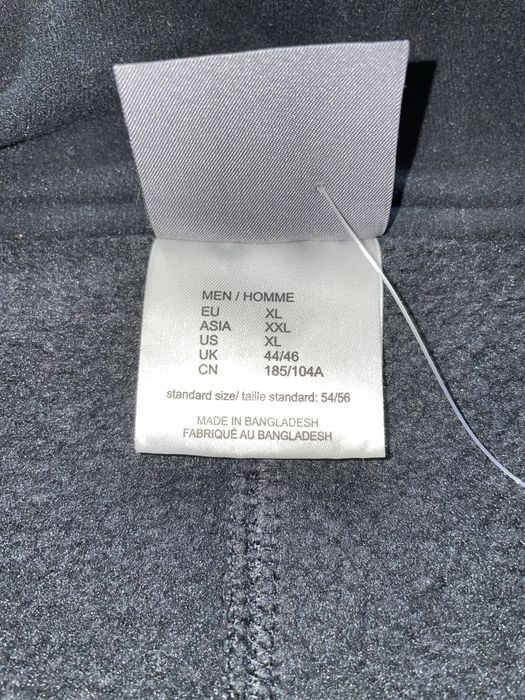 MEN / HOMME
EU XL
ASIA XXL
US XL
UK 44/46
CN 185/104A
standard size/ taille standard: 54/56
MADE IN BANGLADESH
FABRIQUÉ AU BANGLADESH